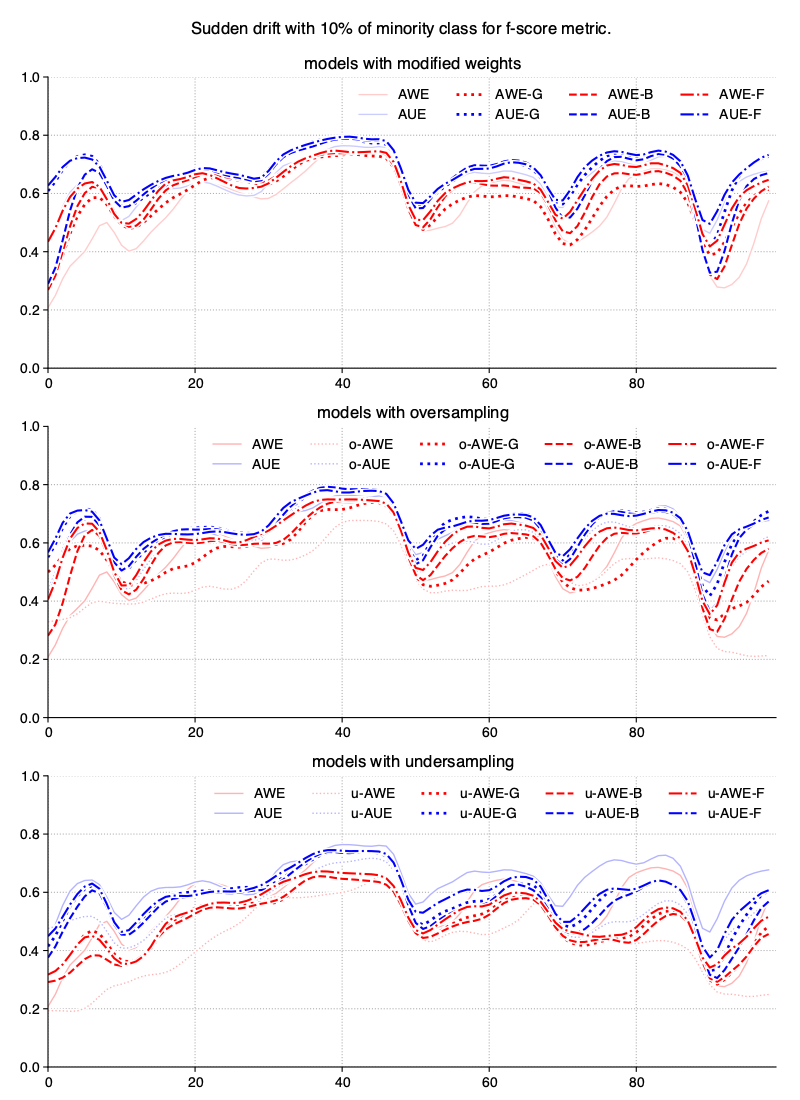 Sudden drift with 10% of minority class for f-score metric.
models with modified weights
1.0
AWE AWE-G AWE-B AWE-F
AUE AUE-G AUE-B AUE-F
0.8
0.6
0.4
0.2
0.0
0 20 40 60 80
models with oversampling
1.0
AWE o-AWE o-AWE-G o-AWE-B o-AWE-F
AUE o-AUE o-AUE-G o-AUE-B o-AUE-F
0.8
0.6
0.4
0.2
0.0
0 20 40 60 80
models with undersampling
1.0
AWE u-AWE u-AWE-G u-AWE-B u-AWE-F
AUE u-AUE u-AUE-G u-AUE-B u-AUE-F
0.8
0.6
0.4
0.2
0.0
0 20 40 60 80